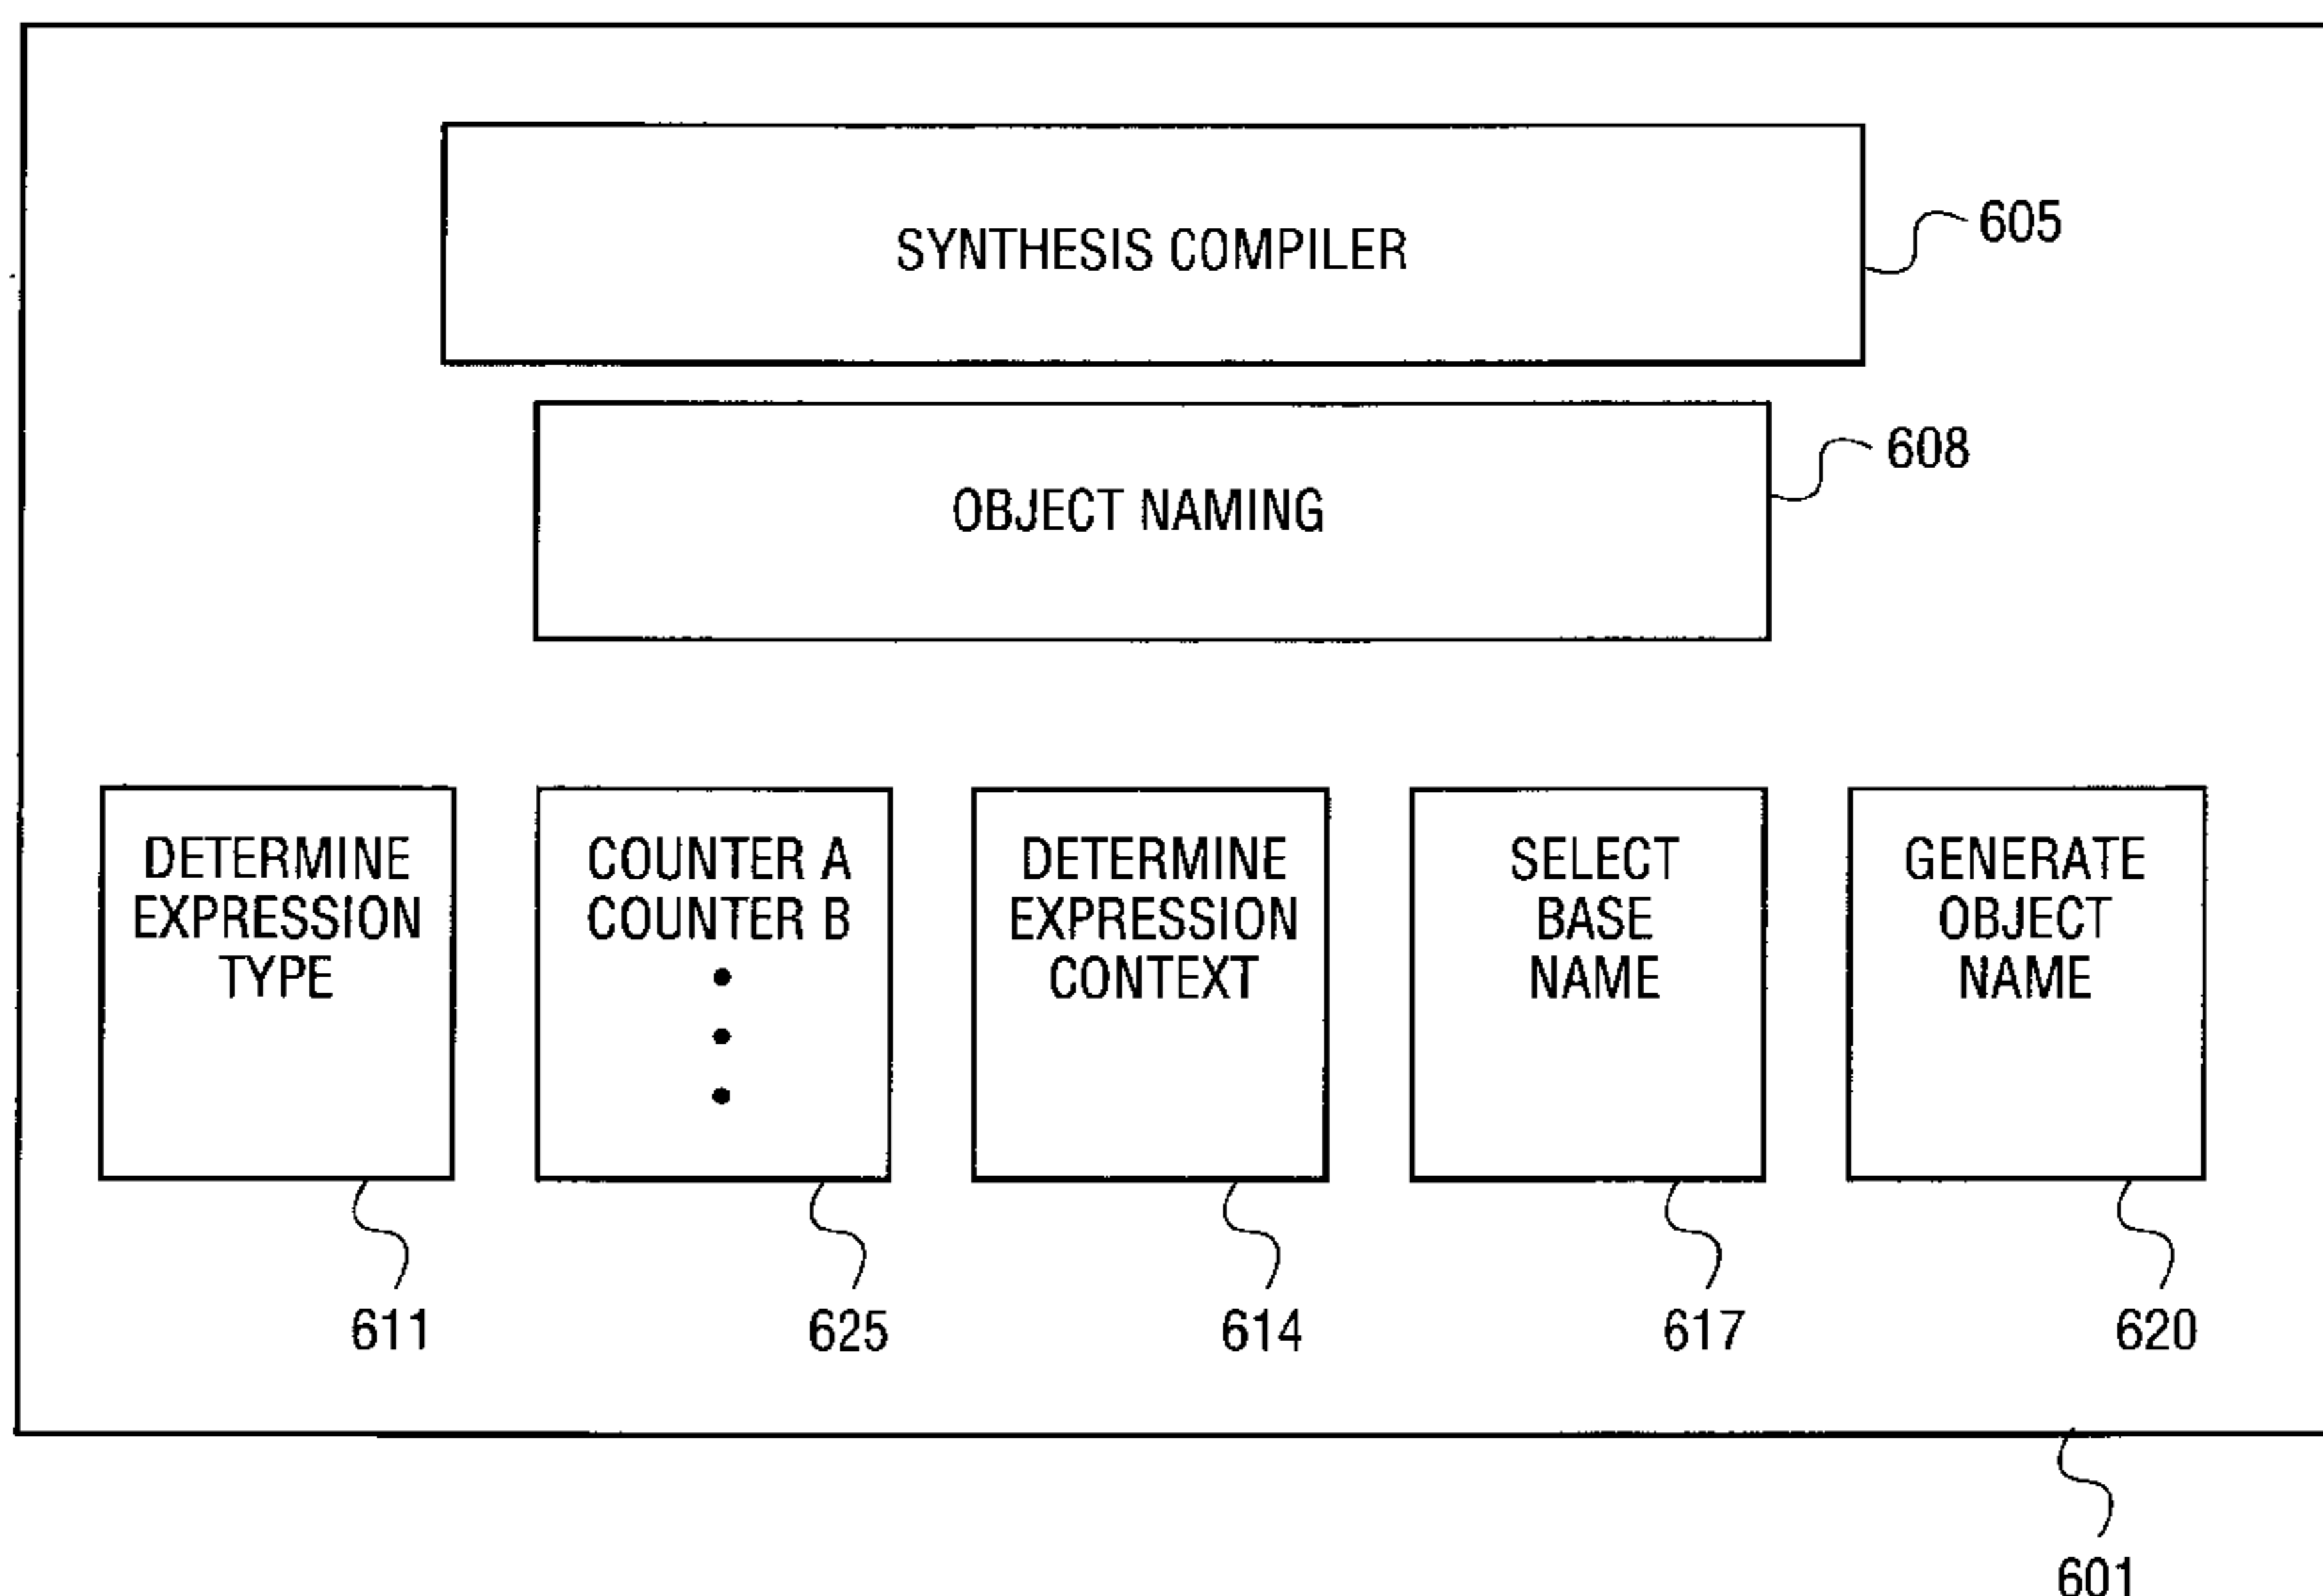 SYNTHESIS COMPILER
605
OBJECT NAMING
608
DETERMINE
EXPRESSION
TYPE
COUNTER A
COUNTER B
DETERMINE
EXPRESSION
CONTEXT
SELECT
BASE
NAME
GENERATE
OBJECT
NAME
611
625
614
617
620
601